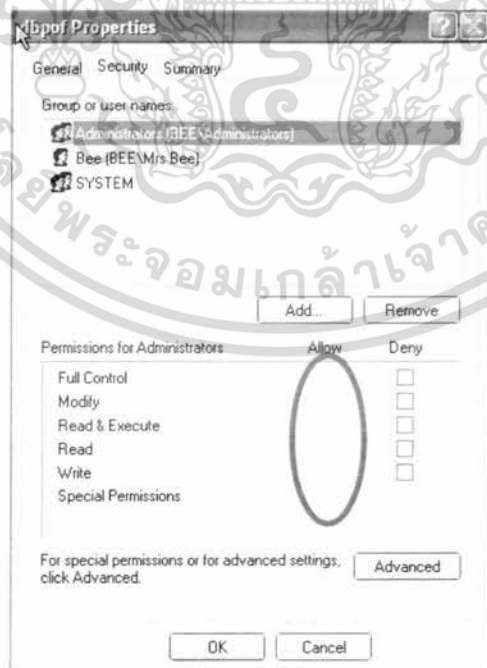 lbpof Properties
General Security Summary
Group or user names:
Administrators (BEE\Administrators)
Bee (BEE\Mrs Bee)
SYSTEM
Add... Remove
Permissions for Administrators Allow Deny
Full Control
Modify
Read & Execute
Read
Write
Special Permissions
For special permissions or for advanced settings,
click Advanced.
Advanced
OK Cancel